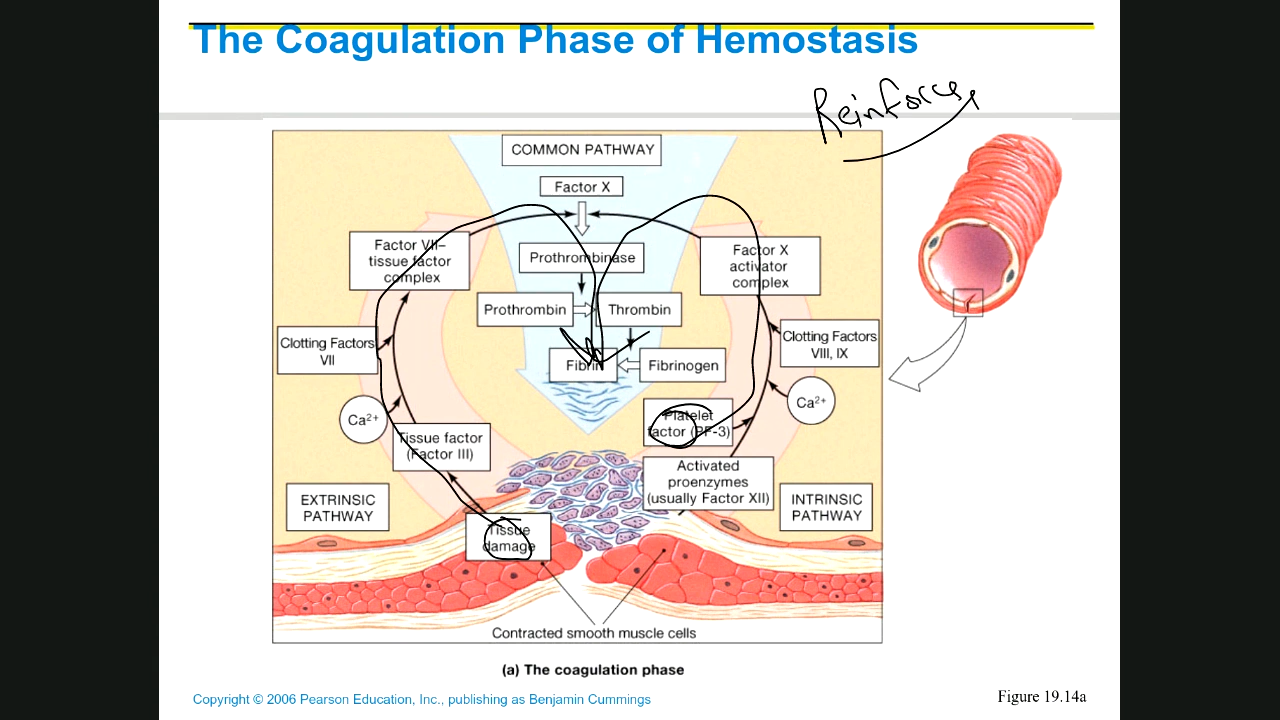 The Coagulation Phase of Hemostasis
Reinforce
COMMON PATHWAY
Factor X
Factor VII–
tissue factor
complex
Factor X
activator
complex
Prothrombinase
Prothrombin
Thrombin
Clotting Factors
VII
Clotting Factors
VIII, IX
Fibrin
Fibrinogen
Ca2+
Ca2+
Platelet
factor (PF-3)
Tissue factor
(Factor III)
Activated
proenzymes
(usually Factor XII)
EXTRINSIC
PATHWAY
INTRINSIC
PATHWAY
Tissue
damage
Contracted smooth muscle cells
(a) The coagulation phase
Copyright © 2006 Pearson Education, Inc., publishing as Benjamin Cummings
Figure 19.14a